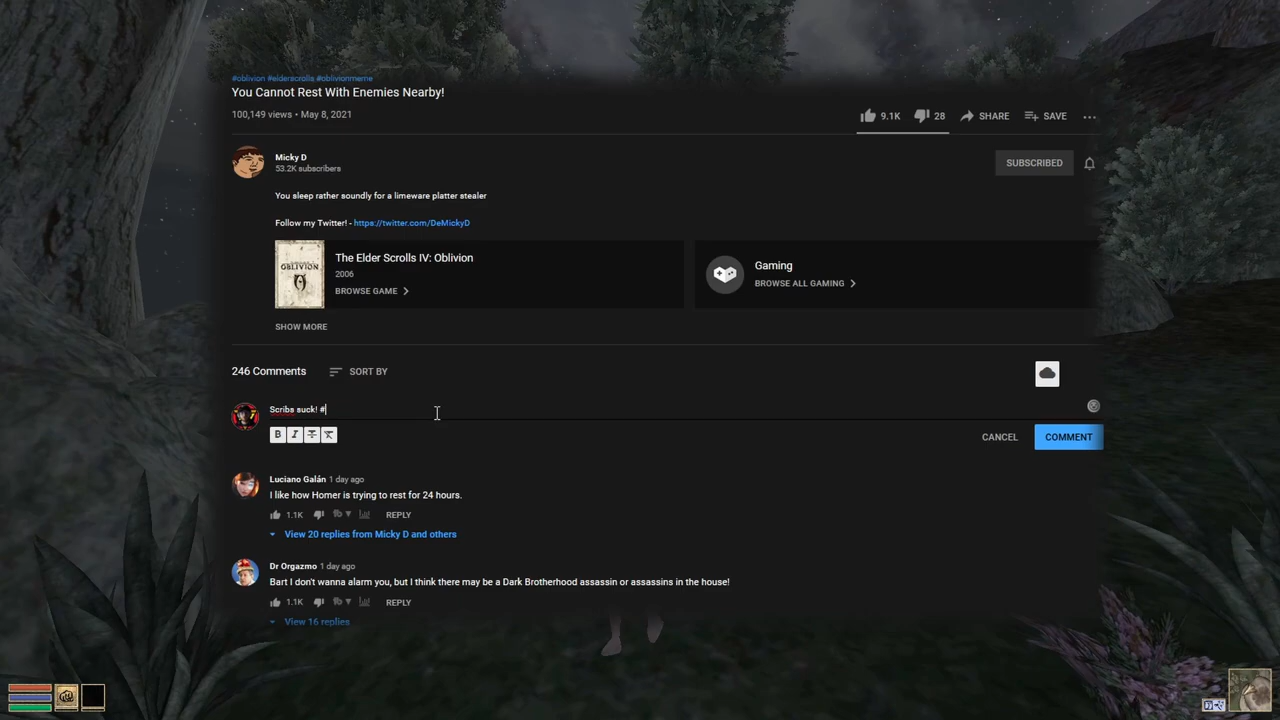 #oblivion #elderscrolls #oblivionmeme
You Cannot Rest With Enemies Nearby!
100,149 views • May 8, 2021
9.1K 28 SHARE SAVE
Micky D
53.2K subscribers
SUBSCRIBED
You sleep rather soundly for a limeware platter stealer
Follow my Twitter! - https://twitter.com/DeMickyD
OBLIVION
The Elder Scrolls IV: Oblivion
2006
BROWSE GAME
Gaming
BROWSE ALL GAMING
SHOW MORE
246 Comments SORT BY
Scribs suck! #
B I T T
CANCEL COMMENT
Luciano Galán 1 day ago
I like how Homer is trying to rest for 24 hours.
1.1K REPLY
View 20 replies from Micky D and others
Dr Orgazmo 1 day ago
Bart I don't wanna alarm you, but I think there may be a Dark Brotherhood assassin or assassins in the house!
1.1K REPLY
View 16 replies